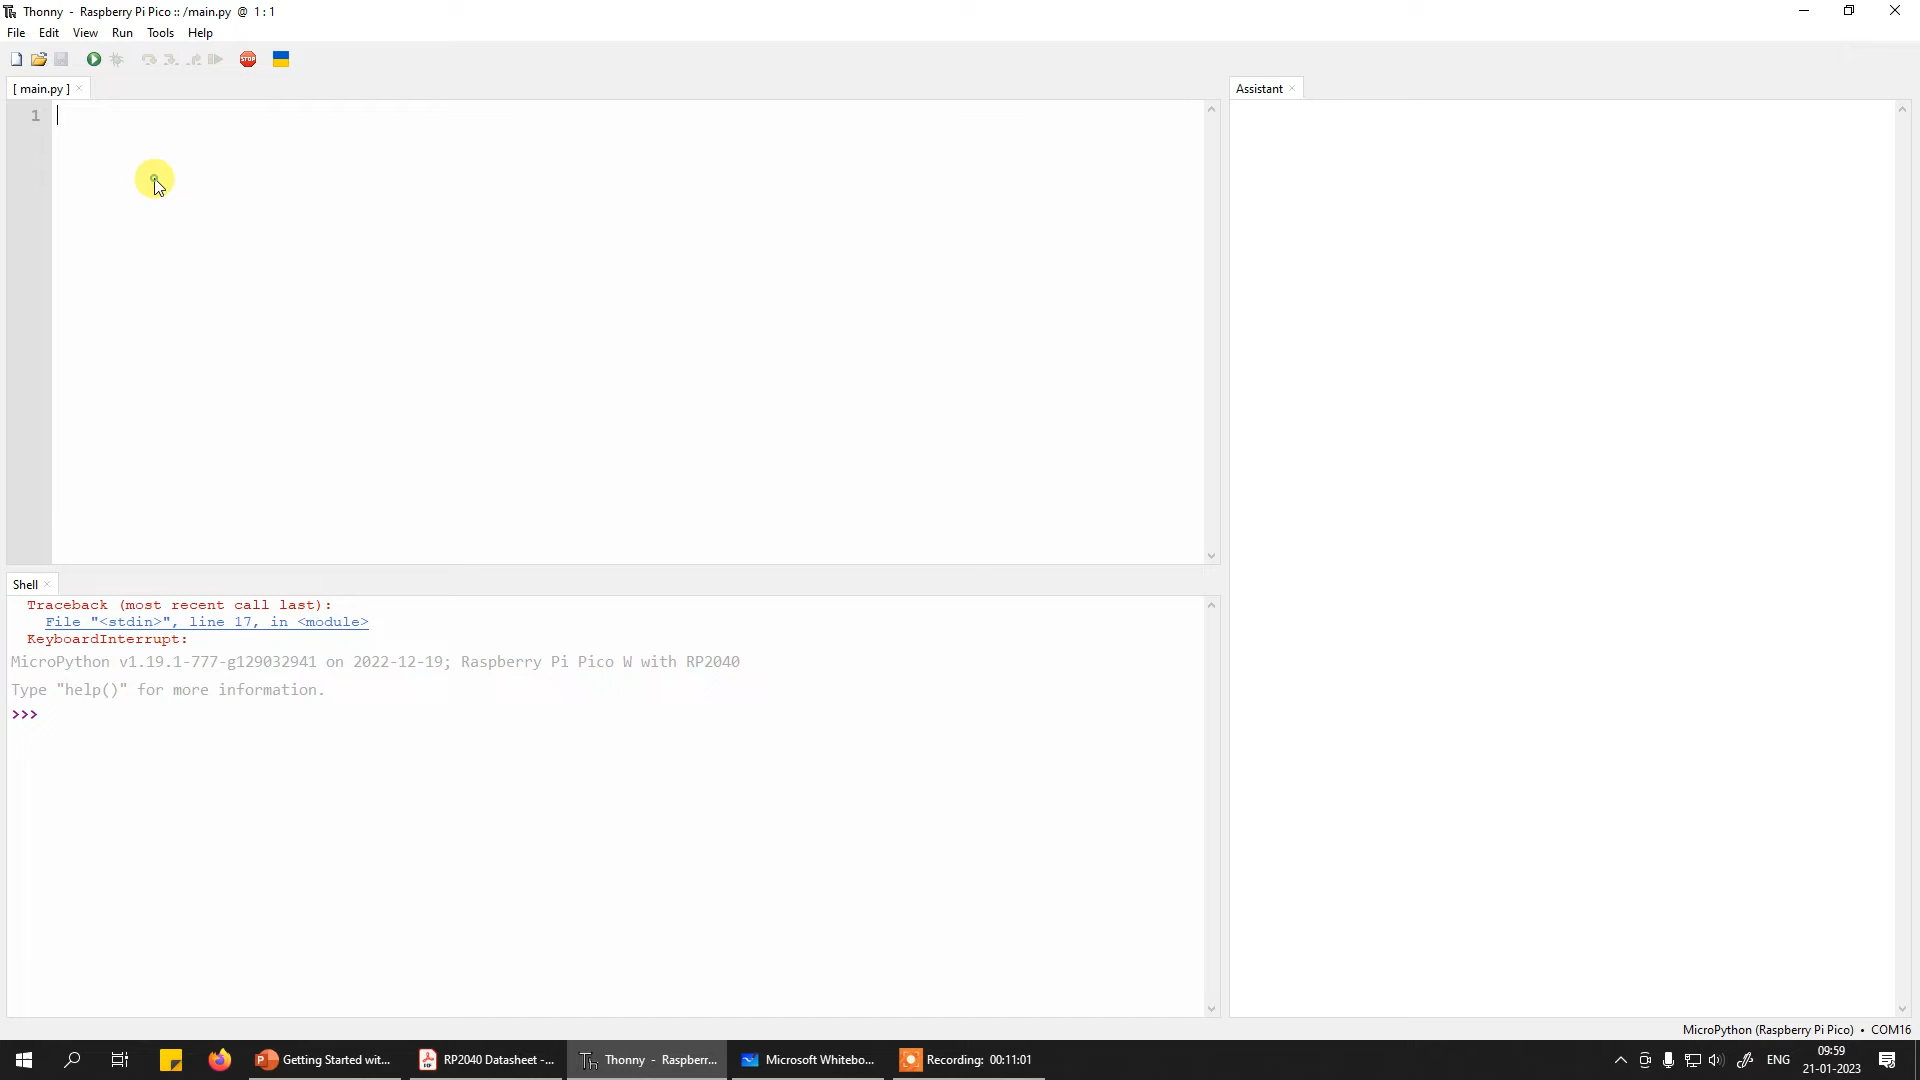 Thonny - Raspberry Pi Pico :: /main.py @ 1 : 1
File Edit View Run Tools Help
STOP
[ main.py ] ×
Assistant ×
1
Shell ×
Traceback (most recent call last):
File "<stdin>", line 17, in <module>
KeyboardInterrupt:
MicroPython v1.19.1-777-g129032941 on 2022-12-19; Raspberry Pi Pico W with RP2040
Type "help()" for more information.
>>>
MicroPython (Raspberry Pi Pico) • COM16
Getting Started wit... RP2040 Datasheet -... Thonny - Raspberr... Microsoft Whitebo... Recording: 00:11:01 ENG 09:59
21-01-2023